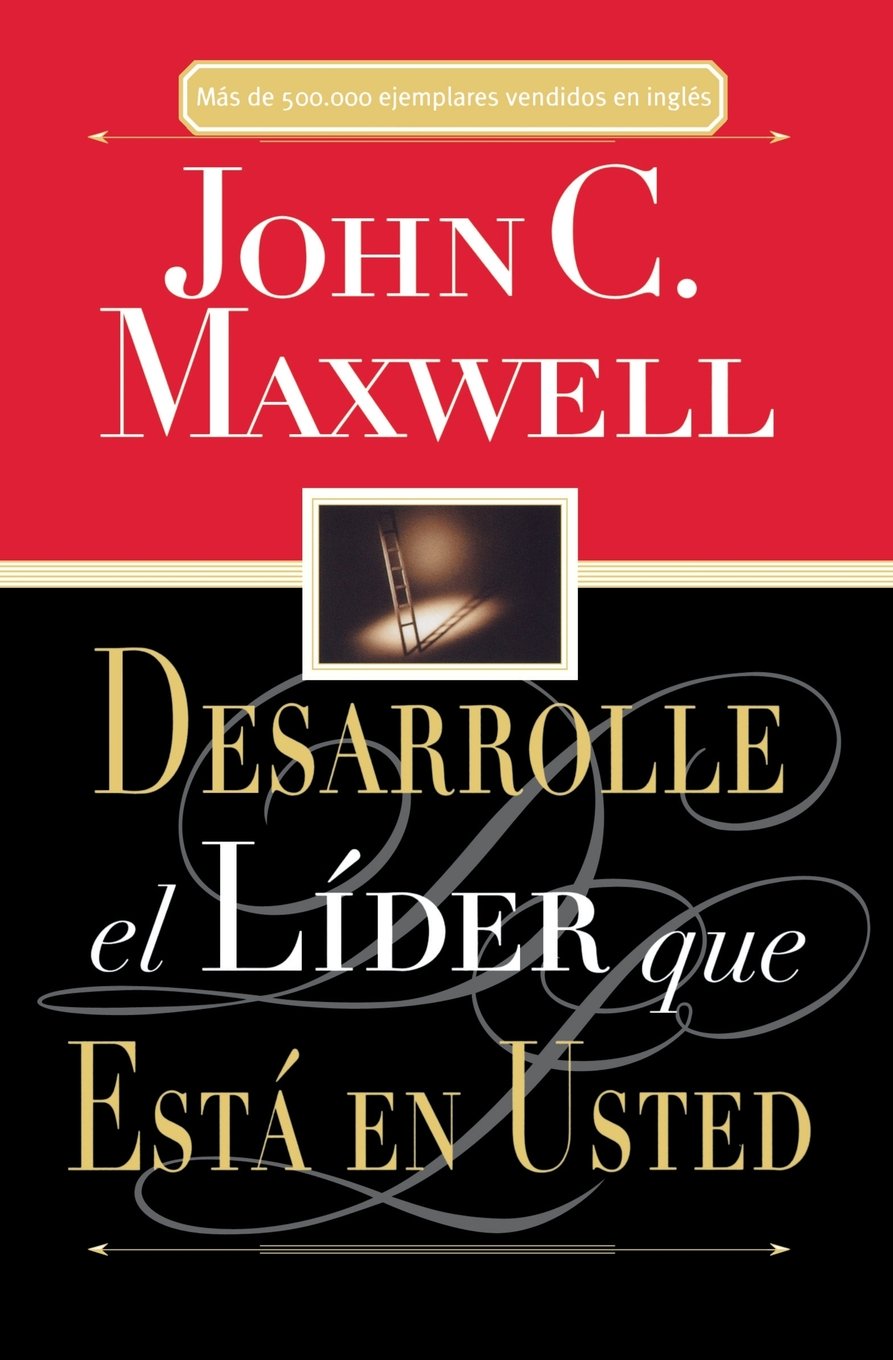 Más de 500.000 ejemplares vendidos en inglés
JOHN C.
MAXWELL
DESARROLLE
el LÍDER que
ESTÁ EN USTED